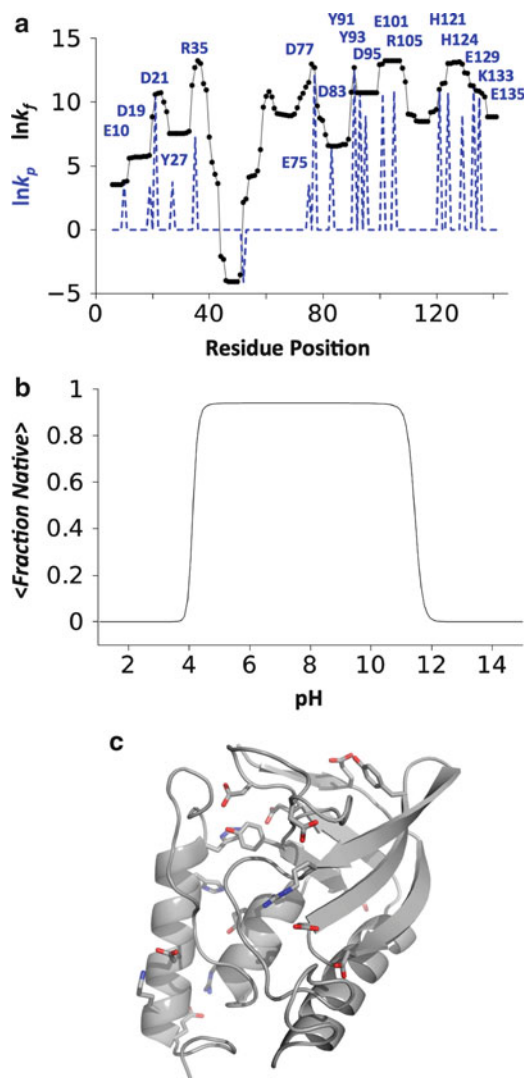 a
Y91
Y93
D95
E101
R105
H121
H124
E129
K133
E135
D77
D83
R35
D21
D19
E10
Y27
E75
lnkp lnkf
15
10
5
0
−5
0 40 80 120
Residue Position
b
<Fraction Native>
1
0.8
0.6
0.4
0.2
0
2 4 6 8 10 12 14
pH
c